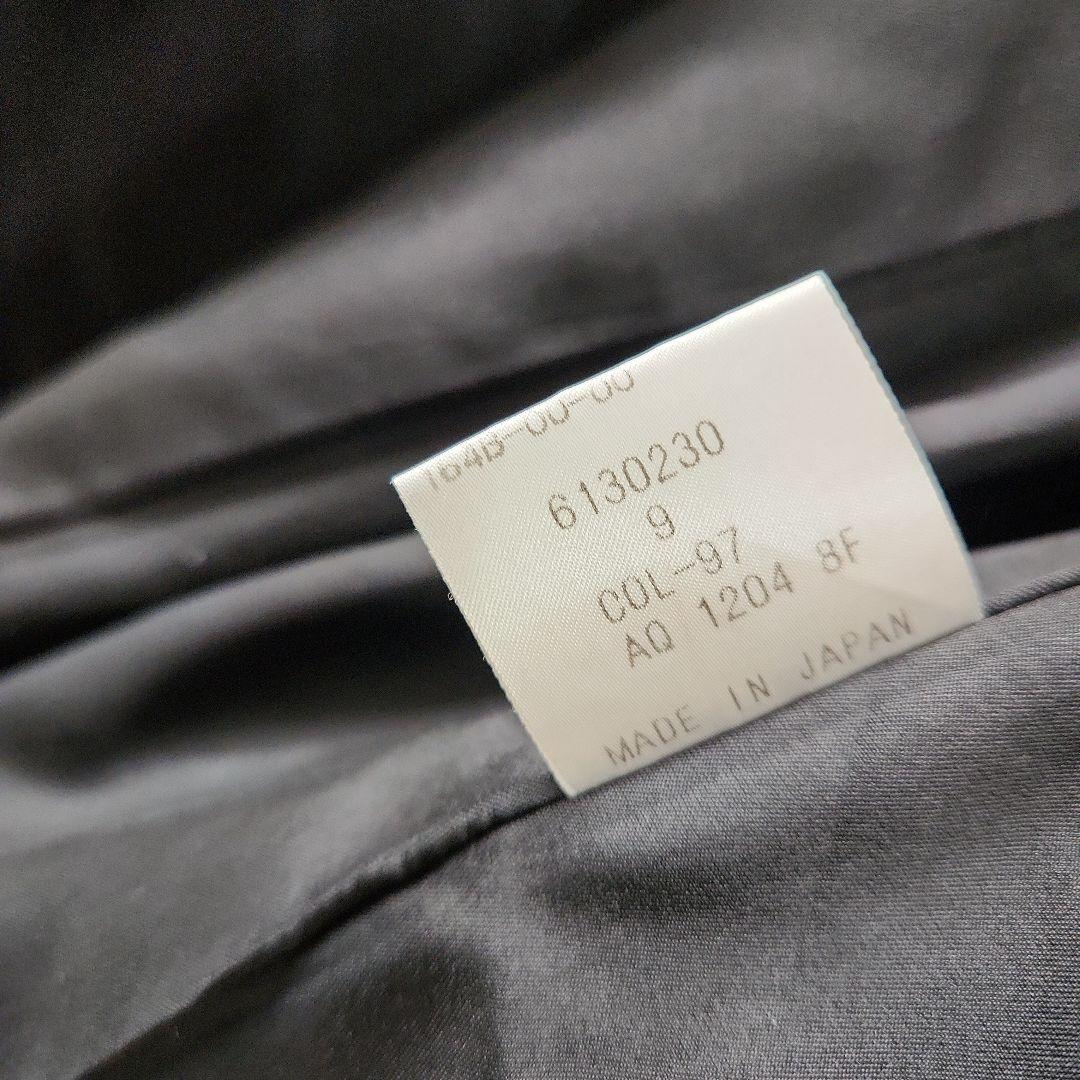 6130230
9
COL-97
AQ 1204 8F
MADE IN JAPAN